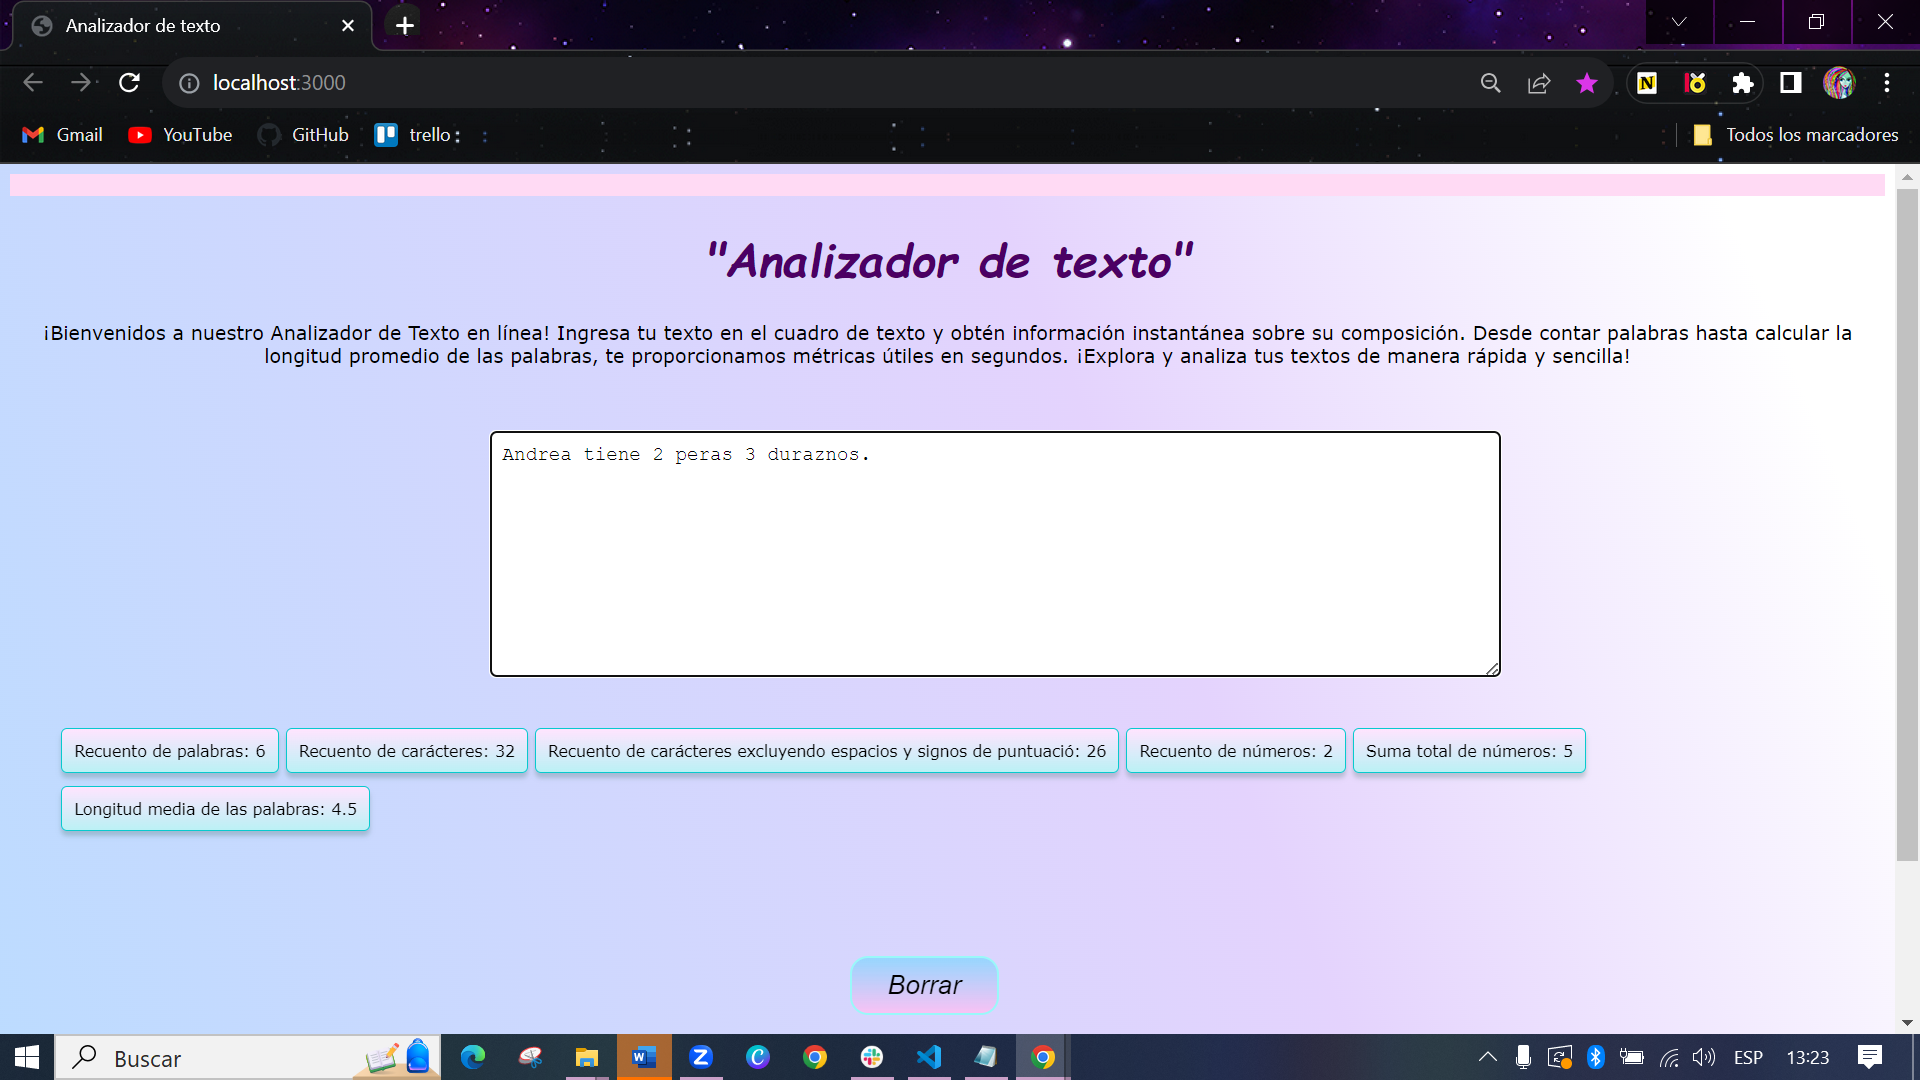 Analizador de texto
localhost:3000
Gmail
YouTube
GitHub
trello
Todos los marcadores
"Analizador de texto"
¡Bienvenidos a nuestro Analizador de Texto en línea! Ingresa tu texto en el cuadro de texto y obtén información instantánea sobre su composición. Desde contar palabras hasta calcular la
longitud promedio de las palabras, te proporcionamos métricas útiles en segundos. ¡Explora y analiza tus textos de manera rápida y sencilla!
Andrea tiene 2 peras 3 duraznos.
Recuento de palabras: 6
Recuento de carácteres: 32
Recuento de carácteres excluyendo espacios y signos de puntuació: 26
Recuento de números: 2
Suma total de números: 5
Longitud media de las palabras: 4.5
Borrar
Buscar
ESP
13:23